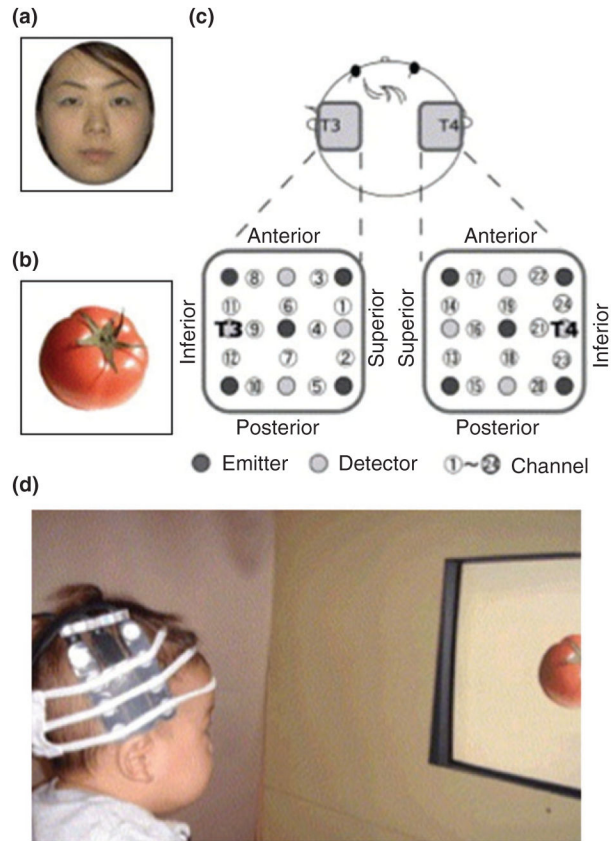 (a)
(c)
T3
T4
(b)
Anterior
Anterior
Inferior
Superior
Superior
Inferior
⑧ ③
⑪ ⑥ ①
T3 ⑨ ④
⑫ ⑦ ②
⑩ ⑤
⑰ ㉒
⑭ ⑲ ㉔
⑯ ㉑ T4
⑬ ⑱ ㉓
⑮ ⑳
Posterior
Posterior
Emitter
Detector
①~㉔ Channel
(d)